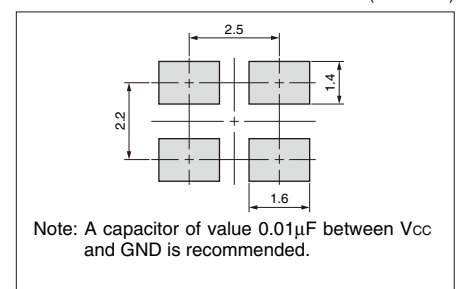 2.5
1.4
2.2
1.6
Note: A capacitor of value 0.01μF between Vcc
and GND is recommended.